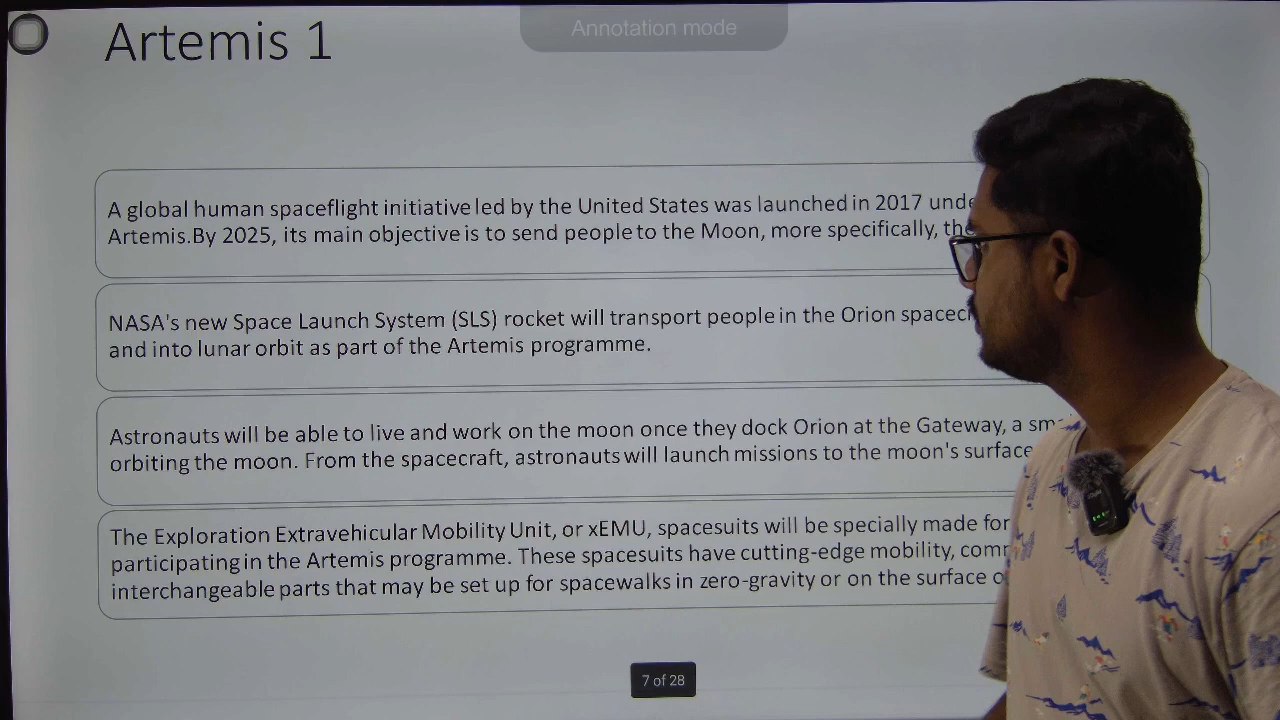 Annotation mode
Artemis 1
A global human spaceflight initiative led by the United States was launched in 2017
Artemis.By 2025, its main objective is to send people to the Moon, more specifically,
NASA's new Space Launch System (SLS) rocket will transport people in the Orion
and into lunar orbit as part of the Artemis programme.
Astronauts will be able to live and work on the moon once they dock Orion at the Gateway, a
orbiting the moon. From the spacecraft, astronauts will launch missions to the moon's surface
The Exploration Extravehicular Mobility Unit, or xEMU, spacesuits will be specially made for
participating in the Artemis programme. These spacesuits have cutting-edge mobility,
interchangeable parts that may be set up for spacewalks in zero-gravity or on the surface
7 of 28